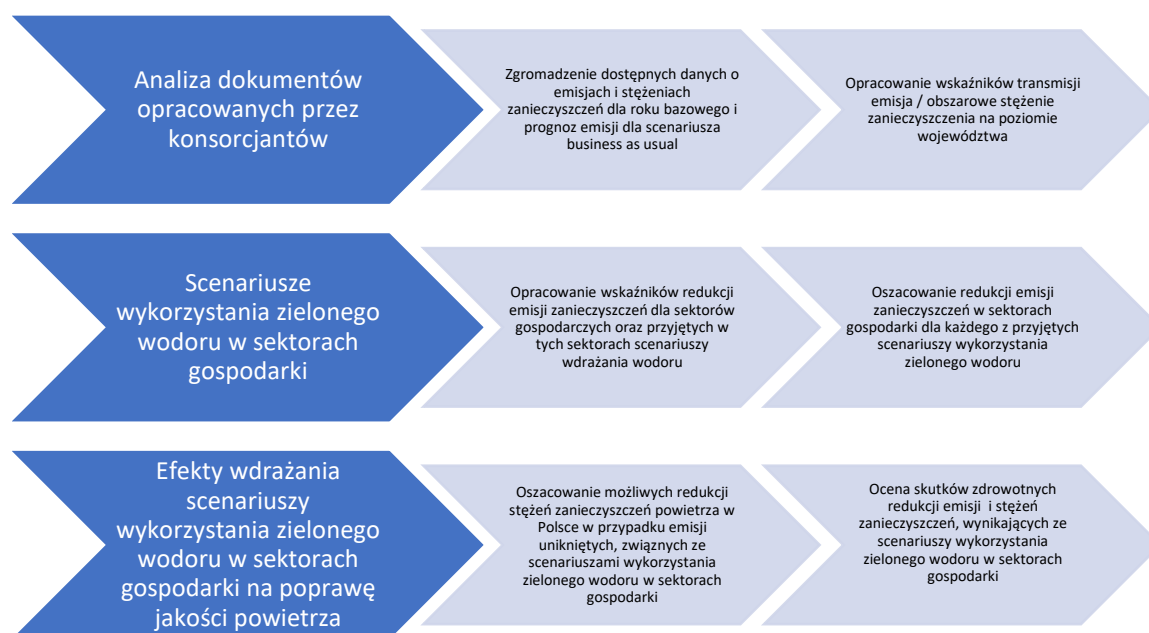 Analiza dokumentów
opracowanych przez
konsorcjantów
Zgromadzenie dostępnych danych o
emisjach i stężeniach
zanieczyszczeń dla roku bazowego i
prognoz emisji dla scenariusza
business as usual
Opracowanie wskaźników transmisji
emisja / obszarowe stężenie
zanieczyszczenia na poziomie
województwa
Scenariusze
wykorzystania zielonego
wodoru w sektorach
gospodarki
Opracowanie wskaźników redukcji
emisji zanieczyszczeń dla sektorów
gospodarczych oraz przyjętych w
tych sektorach scenariuszy
wdrażania wodoru
Oszacowanie redukcji emisji
zanieczyszczeń w sektorach
gospodarki dla każdego z przyjętych
scenariuszy wykorzystania
zielonego wodoru
Efekty wdrażania
scenariuszy
wykorzystania zielonego
wodoru w sektorach
gospodarki na poprawę
jakości powietrza
Oszacowanie możliwych redukcji
stężeń zanieczyszczeń powietrza w
Polsce w przypadku emisji
unikniętych, związnych ze
scenariuszami wykorzystania
zielonego wodoru w sektorach
gospodarki
Ocena skutków zdrowotnych
redukcji emisji i stężeń
zanieczyszczeń, wynikających ze
scenariuszy wykorzystania
zielonego wodoru w sektorach
gospodarki